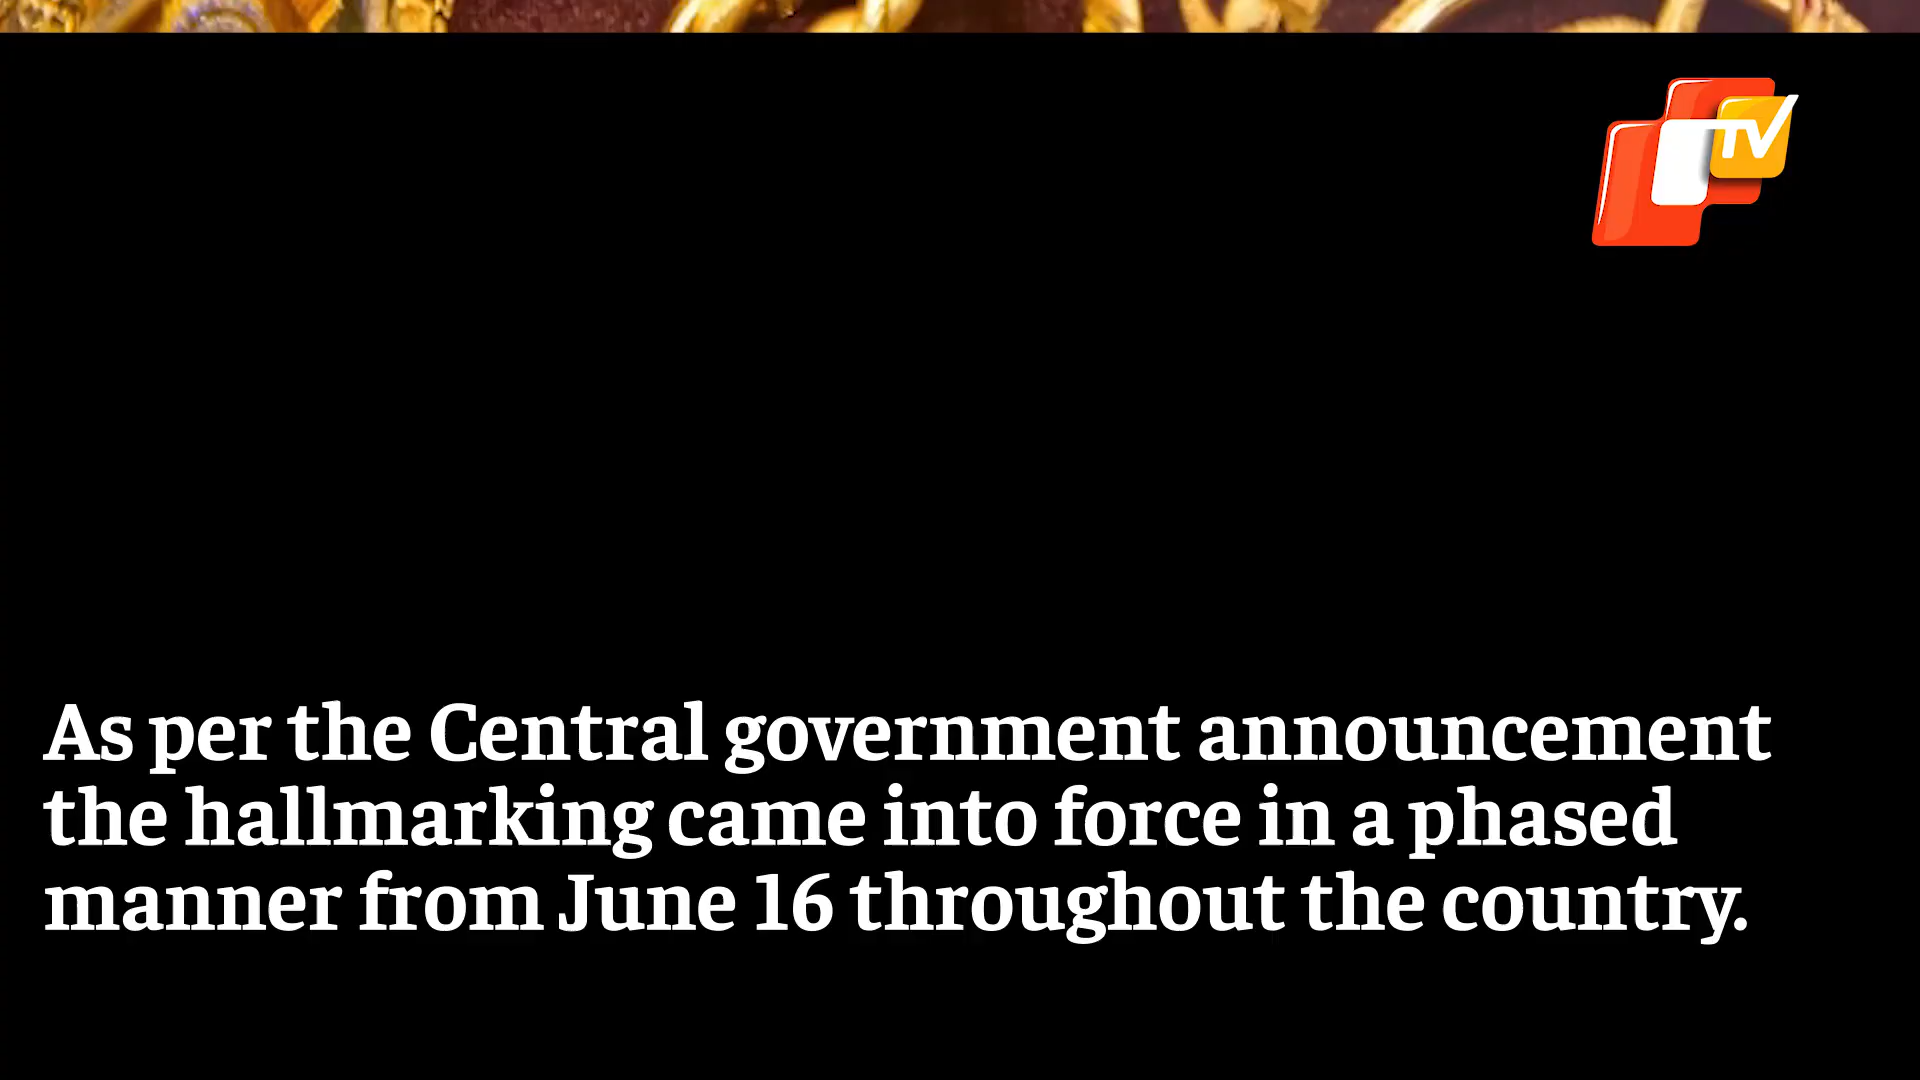 TV
As per the Central government announcement
the hallmarking came into force in a phased
manner from June 16 throughout the country.